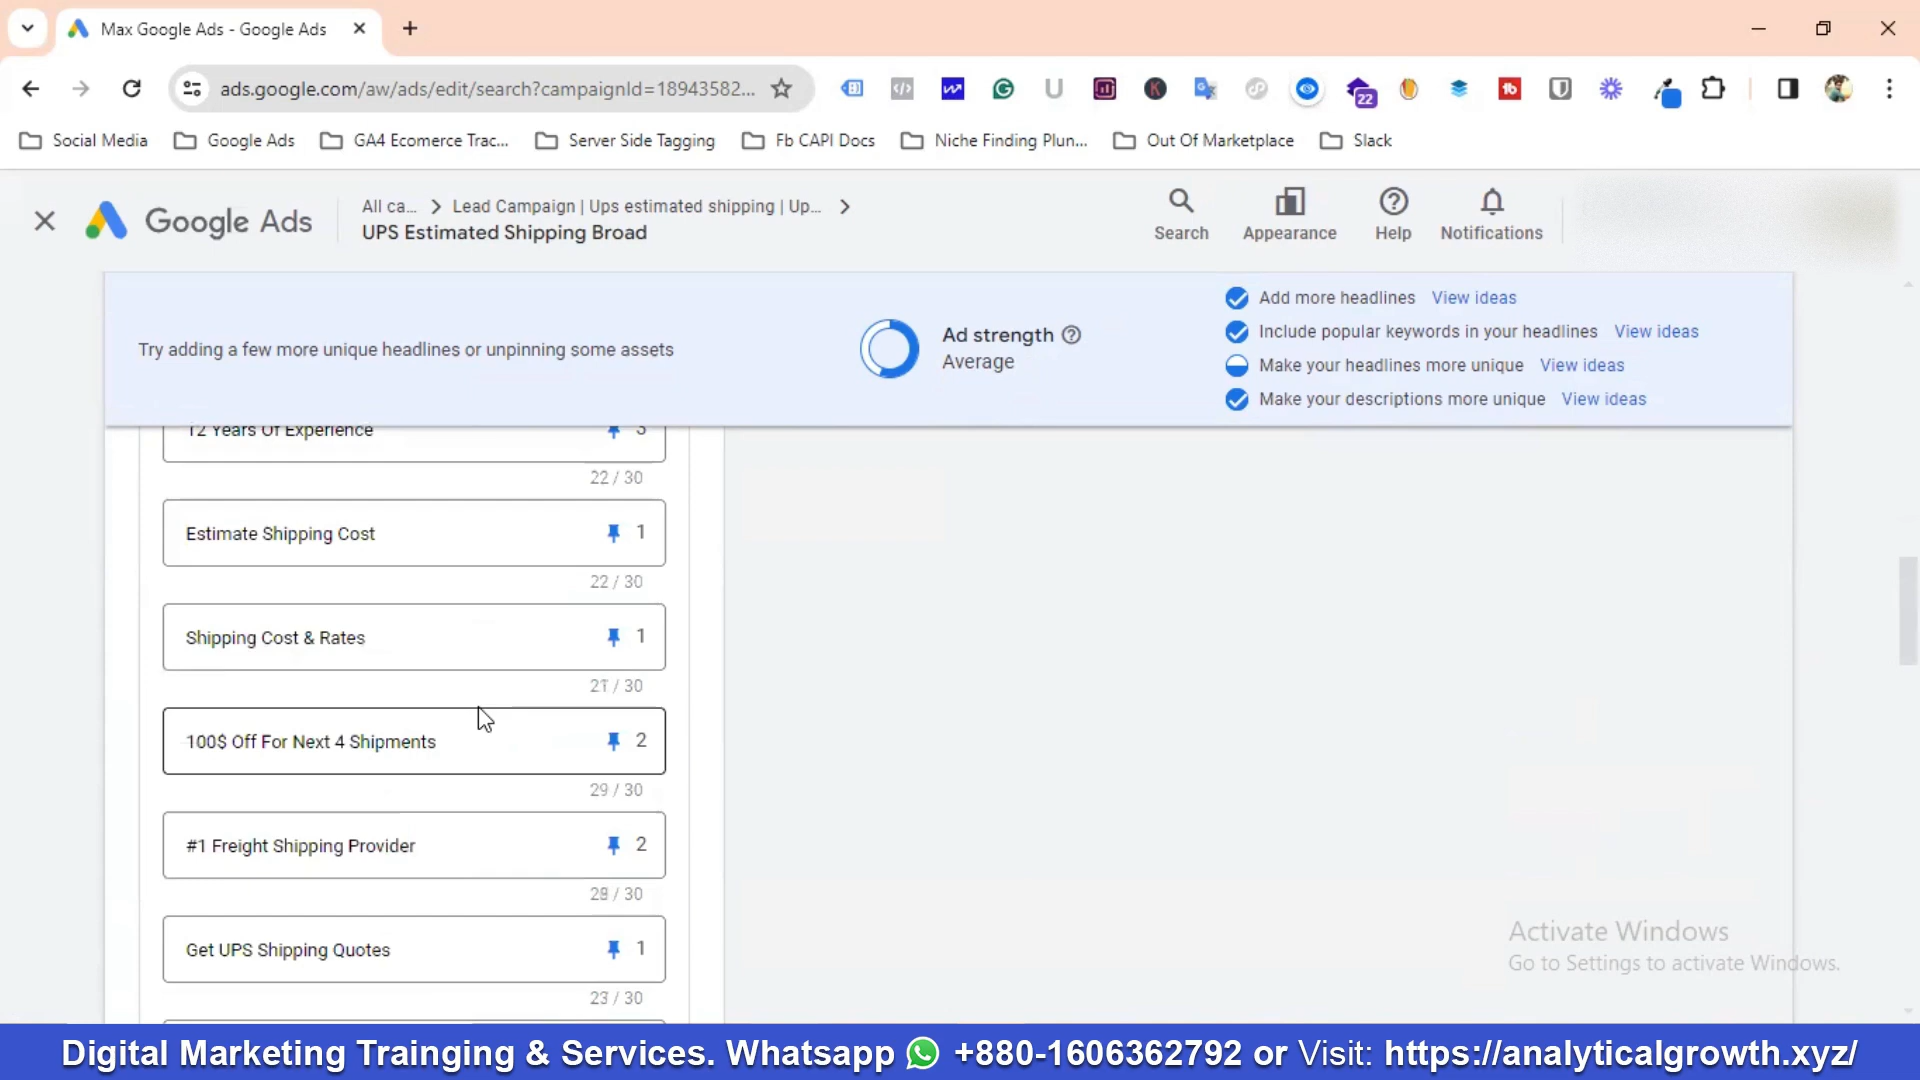 Max Google Ads - Google Ads
ads.google.com/aw/ads/edit/search?campaignId=18943582...
22
Social Media
Google Ads
GA4 Ecomerce Trac...
Server Side Tagging
Fb CAPI Docs
Niche Finding Plun...
Out Of Marketplace
Slack
Google Ads
All ca...
Lead Campaign | Ups estimated shipping | Up...
UPS Estimated Shipping Broad
Search
Appearance
Help
Notifications
Try adding a few more unique headlines or unpinning some assets
Ad strength
Average
Add more headlines View ideas
Include popular keywords in your headlines View ideas
Make your headlines more unique View ideas
Make your descriptions more unique View ideas
12 Years Of Experience 3
22 / 30
Estimate Shipping Cost 1
22 / 30
Shipping Cost & Rates 1
21 / 30
100$ Off For Next 4 Shipments 2
29 / 30
#1 Freight Shipping Provider 2
28 / 30
Get UPS Shipping Quotes 1
23 / 30
Activate Windows
Go to Settings to activate Windows.
Digital Marketing Trainging & Services. Whatsapp +880-1606362792 or Visit: https://analyticalgrowth.xyz/